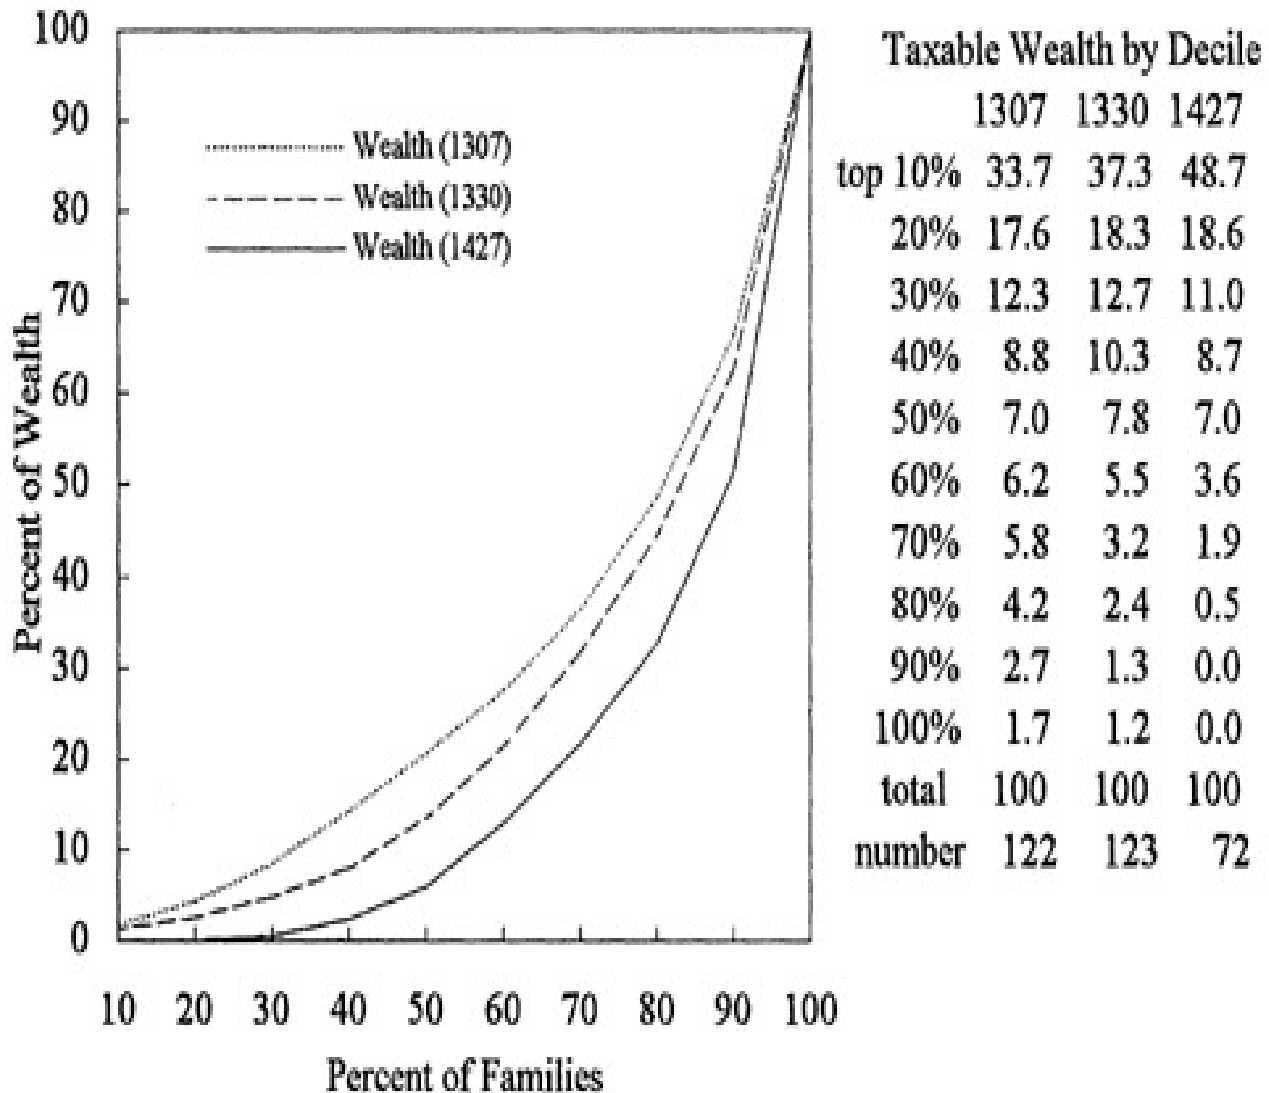 100
90
80
70
60
50
40
30
20
10
0
Percent of Wealth
Wealth (1307)
Wealth (1330)
Wealth (1427)
10 20 30 40 50 60 70 80 90 100
Percent of Families
Taxable Wealth by Decile
1307 1330 1427
top 10% 33.7 37.3 48.7
20% 17.6 18.3 18.6
30% 12.3 12.7 11.0
40% 8.8 10.3 8.7
50% 7.0 7.8 7.0
60% 6.2 5.5 3.6
70% 5.8 3.2 1.9
80% 4.2 2.4 0.5
90% 2.7 1.3 0.0
100% 1.7 1.2 0.0
total 100 100 100
number 122 123 72